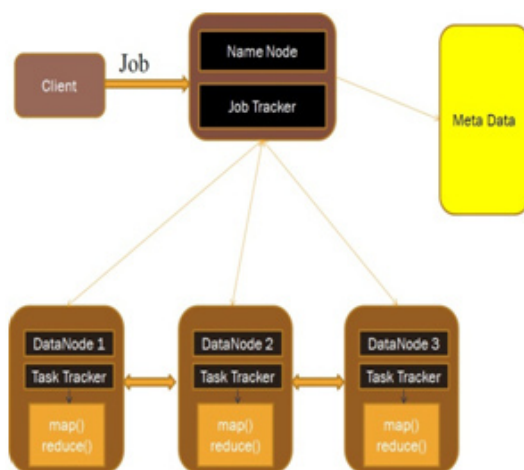 Client
Job
Name Node
Job Tracker
Meta Data
DataNode 1
Task Tracker
map()
reduce()
DataNode 2
Task Tracker
map()
reduce()
DataNode 3
Task Tracker
map()
reduce()